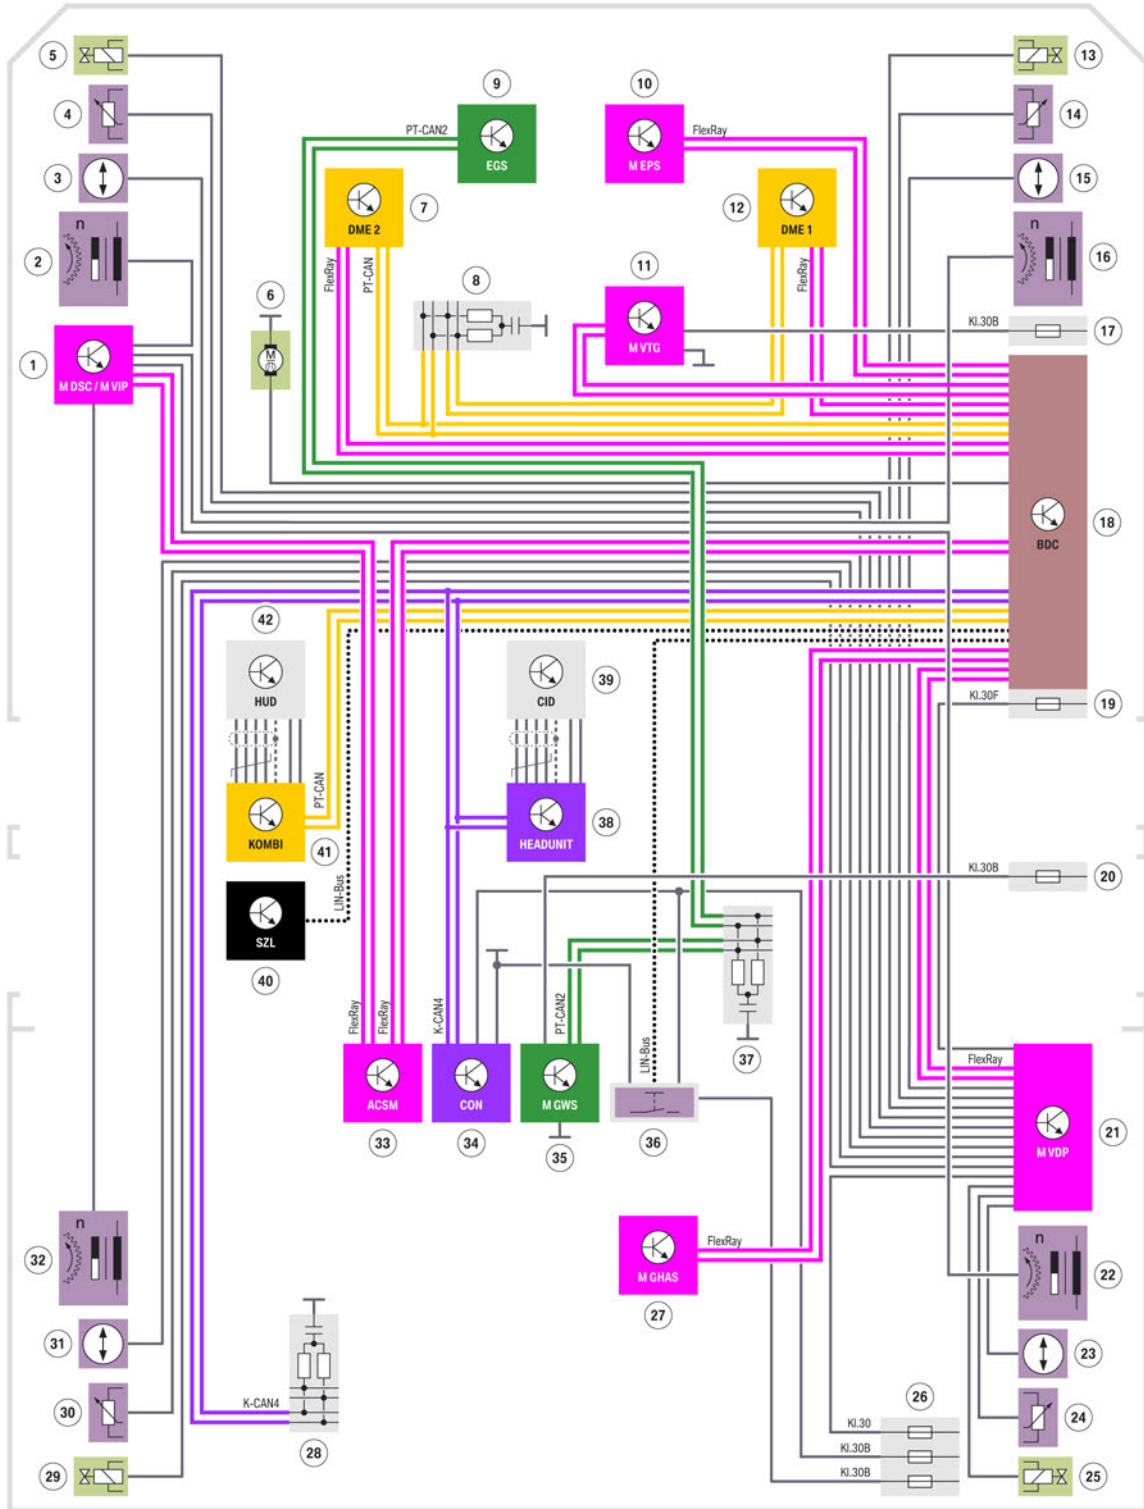 5
4
3
n
2
1
M DSC / M VIP
6
PT-CAN2
9
EGS
7
DME 2
FlexRay
PT-CAN
8
10
M EPS
FlexRay
12
DME 1
FlexRay
11
M VTG
13
14
15
n
16
Kl.30B
17
18
BDC
Kl.30F
19
42
HUD
39
CID
PT-CAN
KOMBI
41
HEADUNIT
38
LIN-Bus
SZL
40
Kl.30B
20
FlexRay
FlexRay
K-CAN4
PT-CAN2
LIN-Bus
37
ACSM
33
CON
34
M GWS
35
36
FlexRay
M VDP
21
n
32
31
30
29
K-CAN4
28
M GHAS
FlexRay
27
n
22
23
24
25
26
Kl.30
Kl.30B
Kl.30B